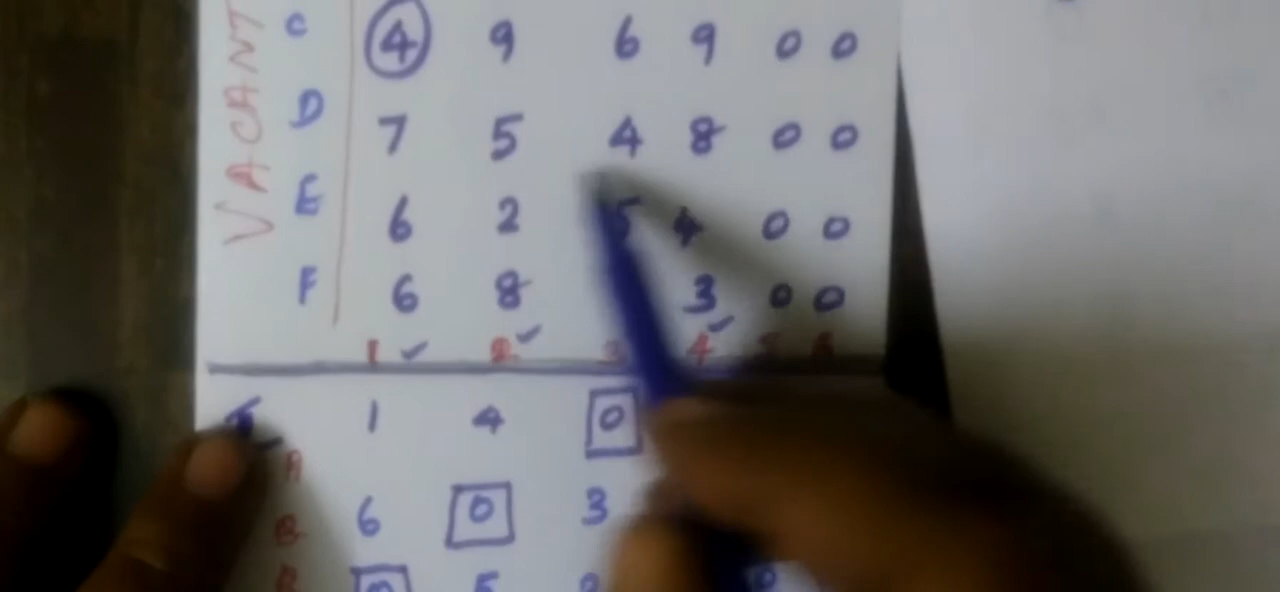 VACANT
C 4 9 6 9 0 0
D 7 5 4 8 0 0
E 6 2 5 4 0 0
F 6 8 3 0 0
1 ✓ 2 ✓ 4 ✓
A 1 4 0
B 6 0 3
5